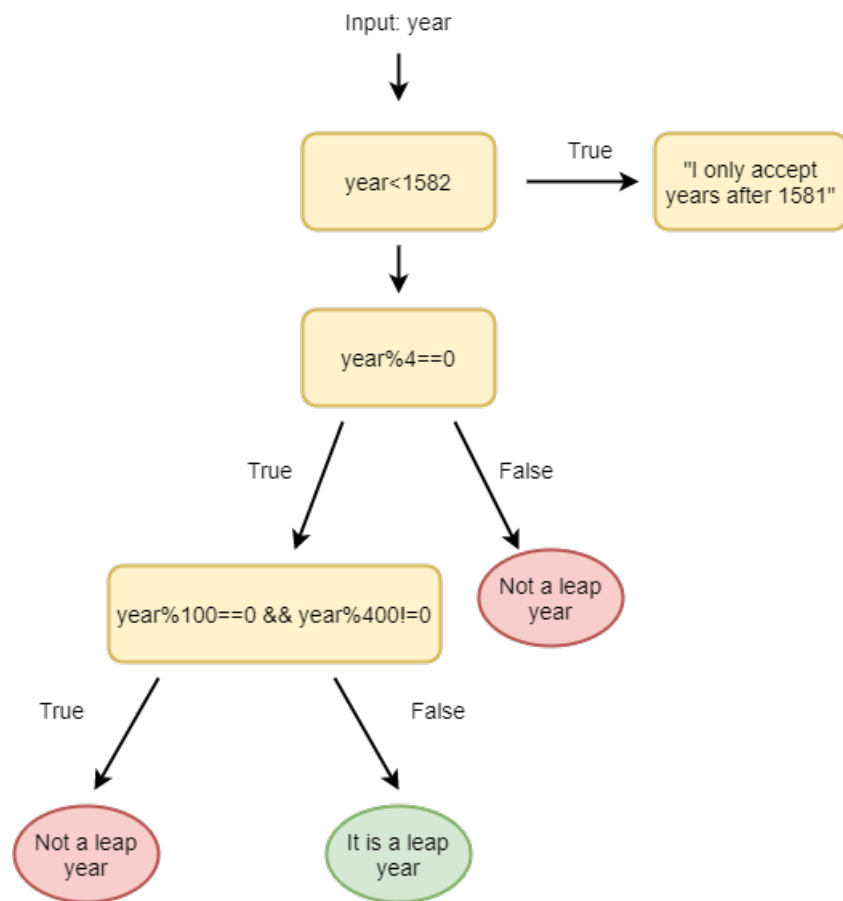 Input: year
year<1582
True
"I only accept
years after 1581"
year%4==0
True
False
year%100==0 && year%400!=0
Not a leap
year
True
False
Not a leap
year
It is a leap
year